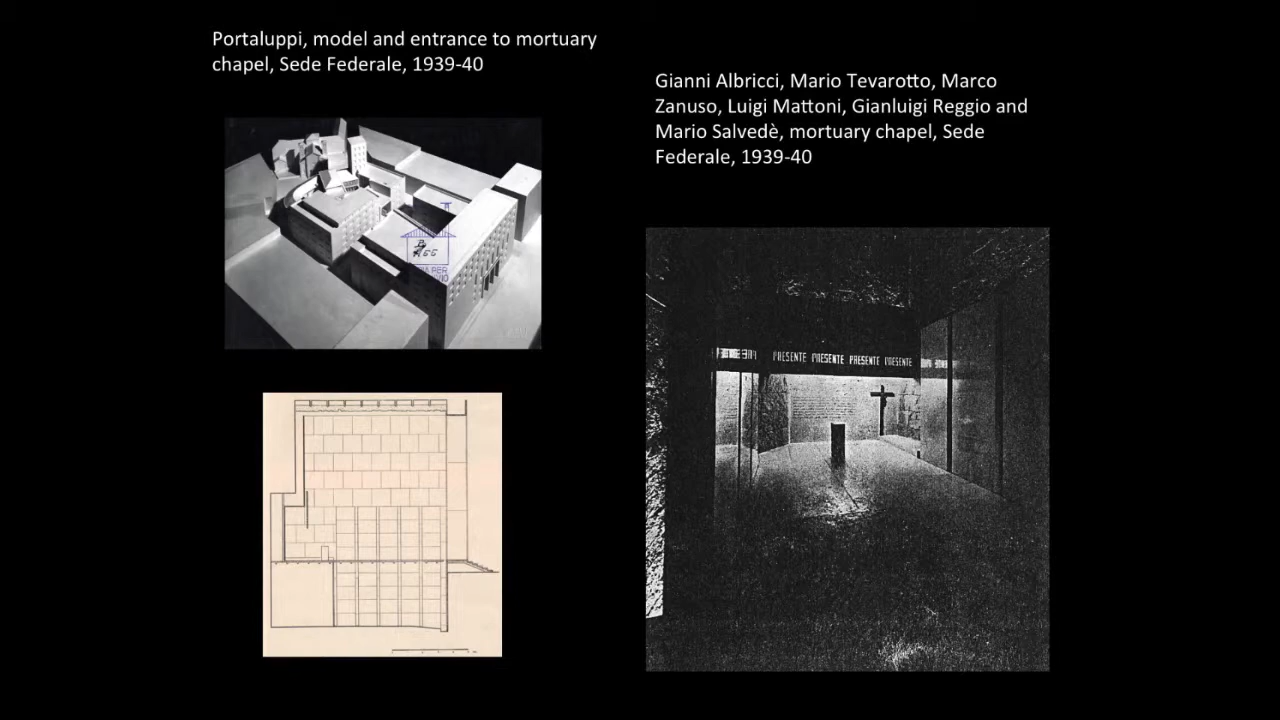 Portaluppi, model and entrance to mortuary
chapel, Sede Federale, 1939-40
Gianni Albricci, Mario Tevarotto, Marco
Zanuso, Luigi Mattoni, Gianluigi Reggio and
Mario Salvedè, mortuary chapel, Sede
Federale, 1939-40
PRESENTE PRESENTE PRESENTE PRESENTE